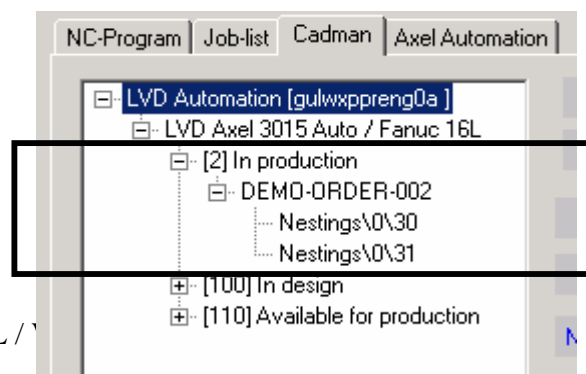 NC-Program Job-list Cadman Axel Automation
LVD Automation [gulwxppreng0a ]
LVD Axel 3015 Auto / Fanuc 16L
[2] In production
DEMO-ORDER-002
Nestings\0\30
Nestings\0\31
[100] In design
[110] Available for production